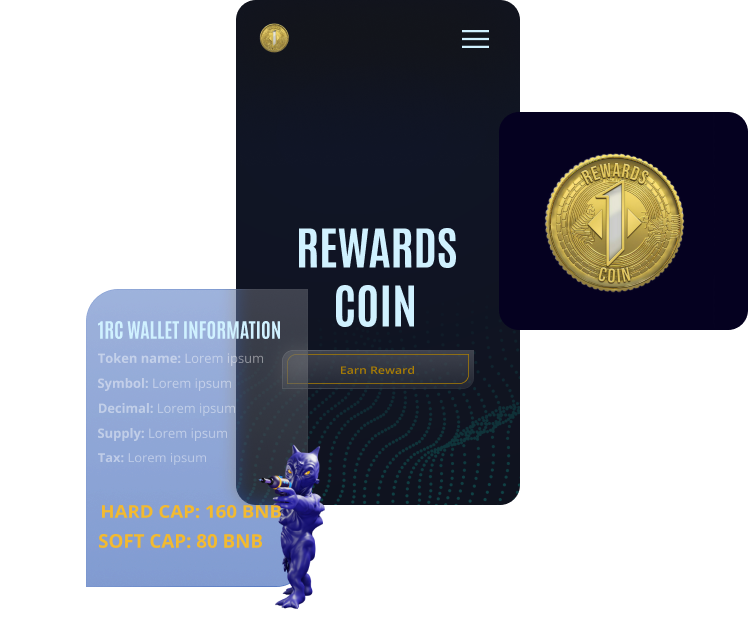 REWARDS
COIN
Earn Reward
REWARDS
1
COIN
1RC WALLET INFORMATION
Token name: Lorem ipsum
Symbol: Lorem ipsum
Decimal: Lorem ipsum
Supply: Lorem ipsum
Tax: Lorem ipsum
HARD CAP: 160 BNB
SOFT CAP: 80 BNB